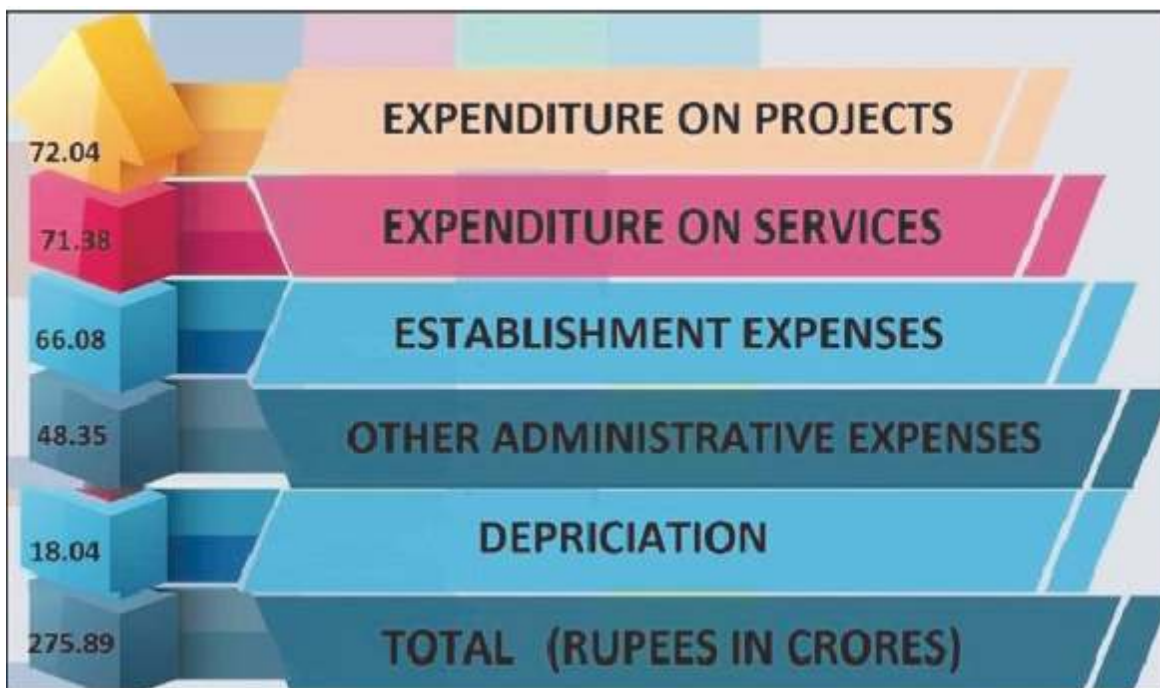 72.04 EXPENDITURE ON PROJECTS
71.38 EXPENDITURE ON SERVICES
66.08 ESTABLISHMENT EXPENSES
48.35 OTHER ADMINISTRATIVE EXPENSES
18.04 DEPRICIATION
275.89 TOTAL (RUPEES IN CRORES)